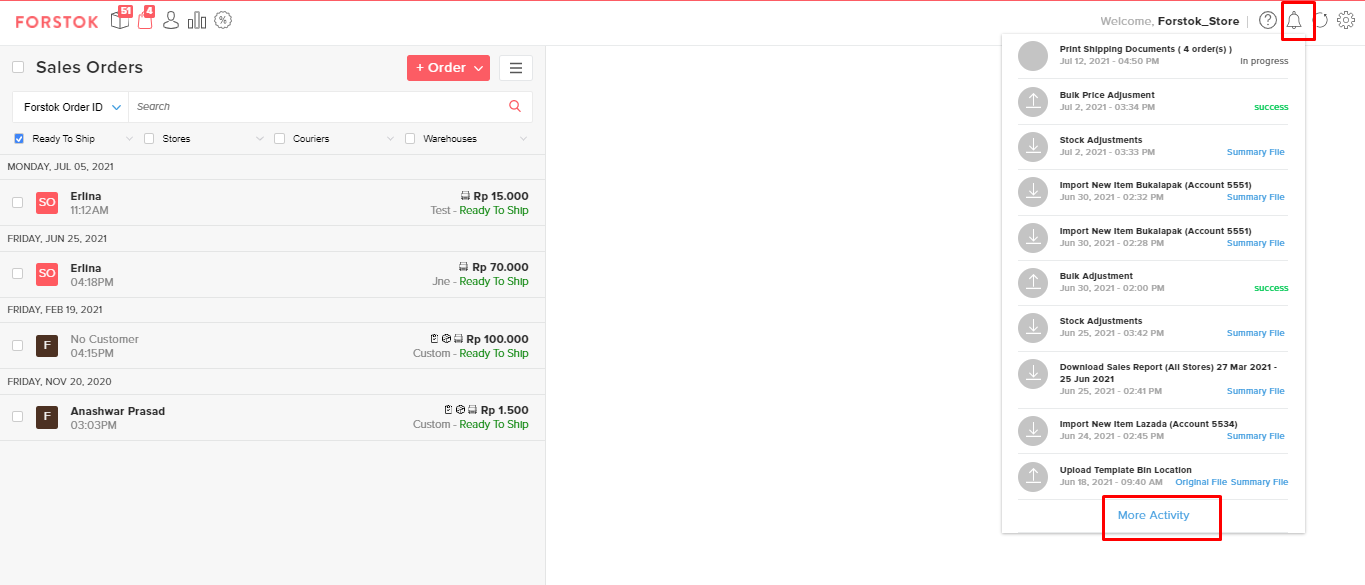 FORSTOK
51
4
%
Welcome, Forstok_Store
?
Sales Orders
+ Order
Forstok Order ID
Search
Ready To Ship
Stores
Couriers
Warehouses
MONDAY, JUL 05, 2021
SO
Erlina
Rp 15.000
11:12AM
Test - Ready To Ship
FRIDAY, JUN 25, 2021
SO
Erlina
Rp 70.000
04:18PM
Jne - Ready To Ship
FRIDAY, FEB 19, 2021
F
No Customer
Rp 100.000
04:15PM
Custom - Ready To Ship
FRIDAY, NOV 20, 2020
F
Anashwar Prasad
Rp 1.500
03:03PM
Custom - Ready To Ship
Print Shipping Documents ( 4 order(s) )
Jul 12, 2021 - 04:50 PM
In progress
Bulk Price Adjusment
Jul 2, 2021 - 03:34 PM
success
Stock Adjustments
Jul 2, 2021 - 03:33 PM
Summary File
Import New Item Bukalapak (Account 5551)
Jun 30, 2021 - 02:32 PM
Summary File
Import New Item Bukalapak (Account 5551)
Jun 30, 2021 - 02:28 PM
Summary File
Bulk Adjustment
Jun 30, 2021 - 02:00 PM
success
Stock Adjustments
Jun 25, 2021 - 03:42 PM
Summary File
Download Sales Report (All Stores) 27 Mar 2021 -
25 Jun 2021
Jun 25, 2021 - 02:41 PM
Summary File
Import New Item Lazada (Account 5534)
Jun 24, 2021 - 02:45 PM
Summary File
Upload Template Bin Location
Jun 18, 2021 - 09:40 AM
Original File Summary File
More Activity